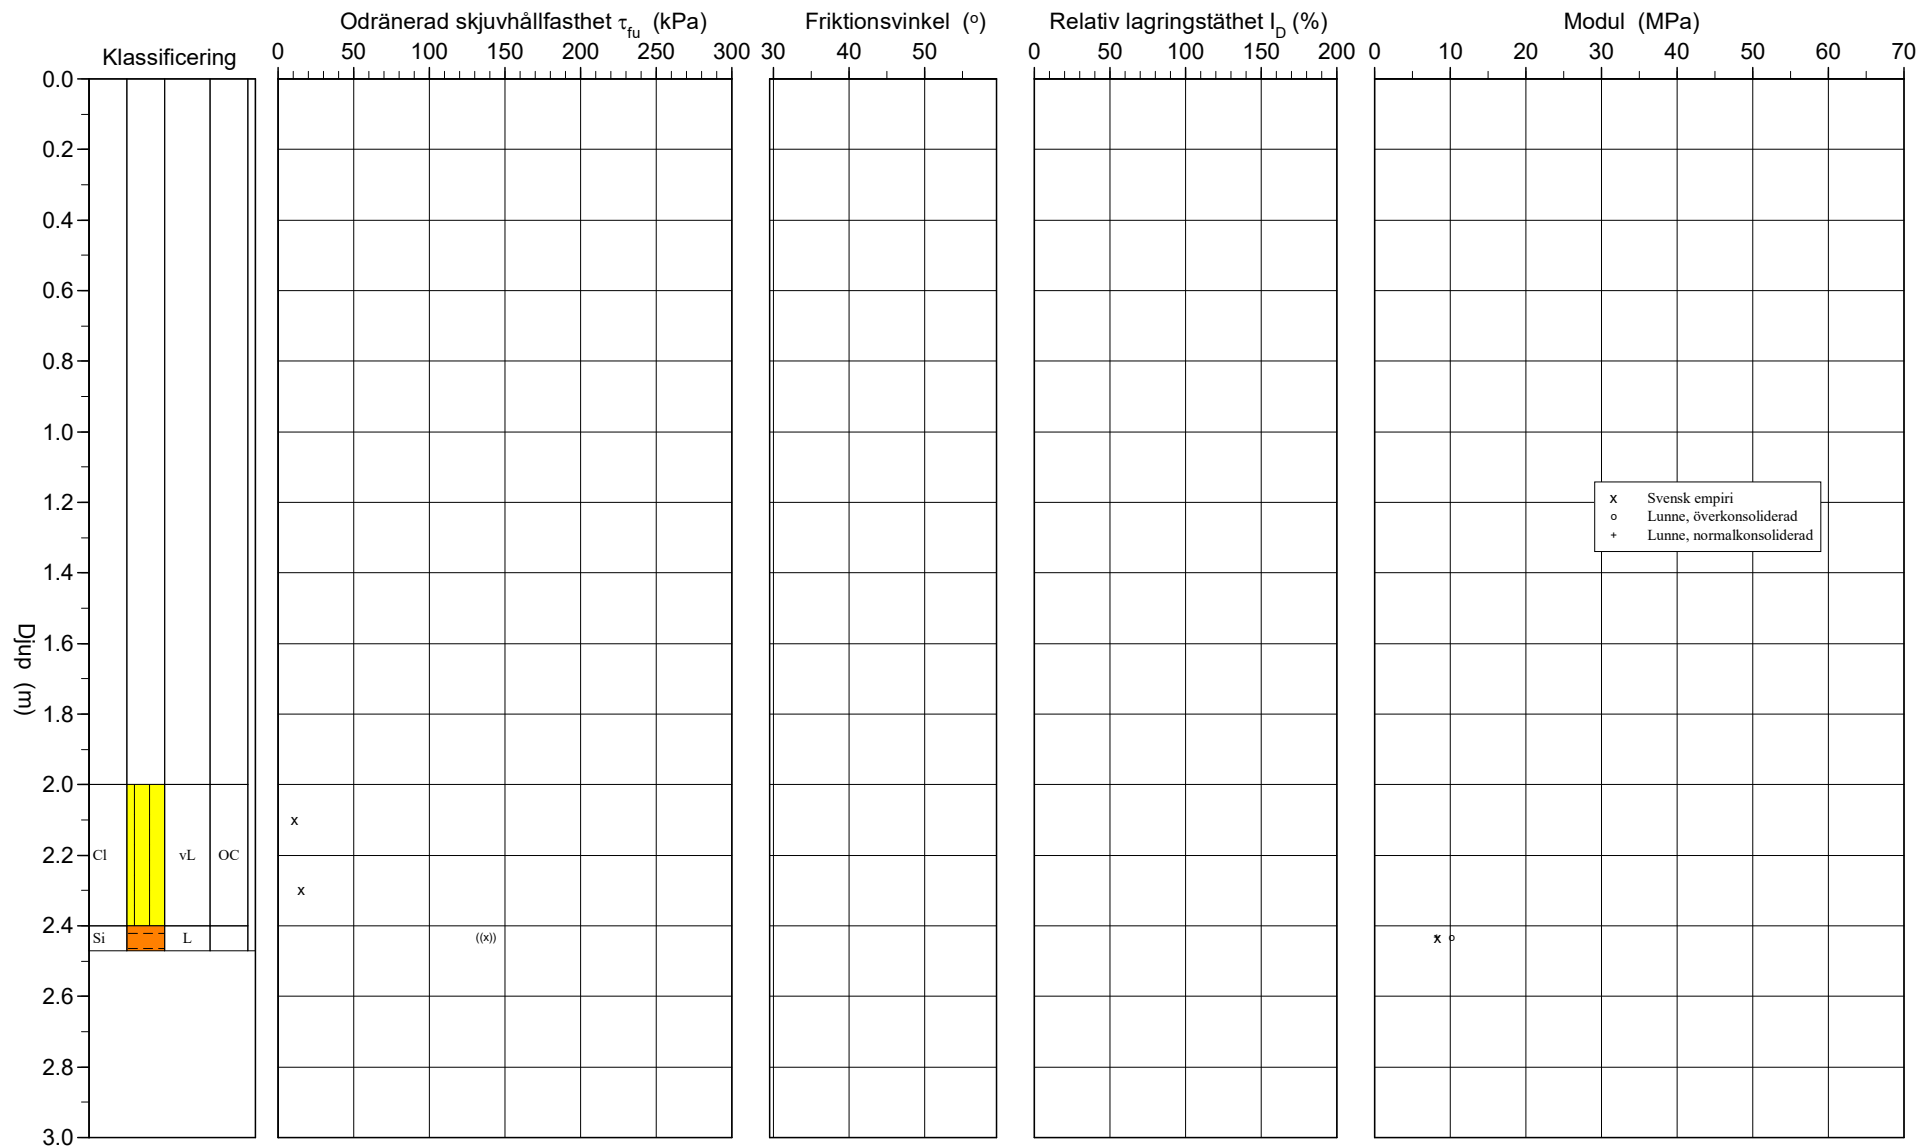 Odränerad skjuvhållfasthet τfu (kPa) Friktionsvinkel (o) Relativ lagringstäthet ID (%) Modul (MPa)
Klassificering
0 50 100 150 200 250 300 30 40 50 0 50 100 150 200 0 10 20 30 40 50 60 70
0.0
0.2
0.4
0.6
0.8
1.0
1.2
x Svensk empiri
o Lunne, överkonsoliderad
+ Lunne, normalkonsoliderad
1.4
1.6
Djup (m)
1.8
2.0
x
2.2 Cl vL OC
x
2.4
Si L ((x)) x o
2.6
2.8
3.0